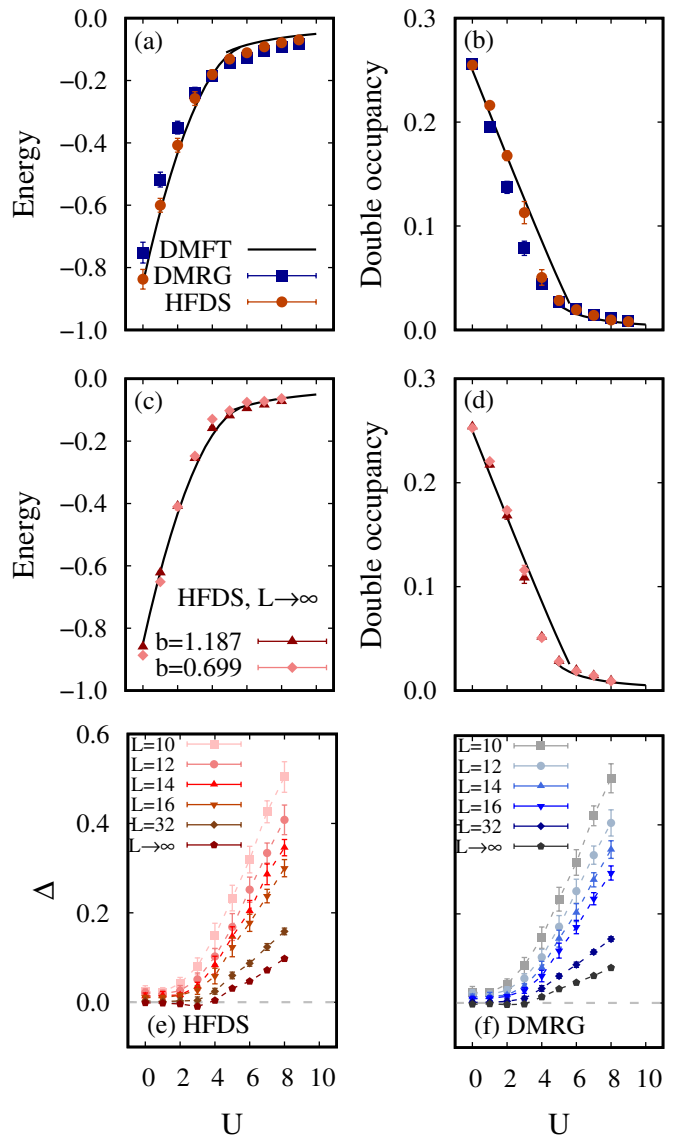 (a)
0.0
−0.2
−0.4
−0.6
−0.8
−1.0
Energy
DMFT
DMRG
HFDS
(b)
0.3
0.2
0.1
0.0
Double occupancy
(c)
0.0
−0.2
−0.4
−0.6
−0.8
−1.0
Energy
HFDS, L→∞
b=1.187
b=0.699
(d)
0.3
0.2
0.1
0.0
Double occupancy
0.6
0.4
0.2
0.0
Δ
L=10
L=12
L=14
L=16
L=32
L→∞
(e) HFDS
0 2 4 6 8 10
U
L=10
L=12
L=14
L=16
L=32
L→∞
(f) DMRG
0 2 4 6 8 10
U